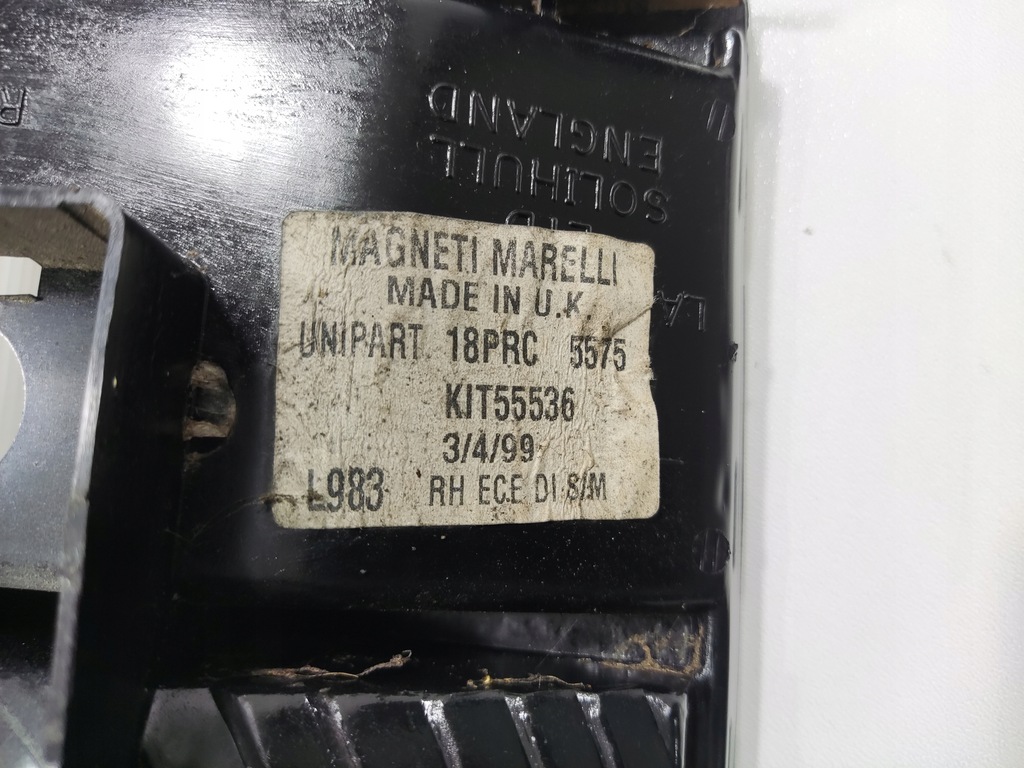 MAGNETI MARELLI
MADE IN U.K.
UNIPART 18PRC 5575
KIT55536
3/4/99
L983 RH ECE DI S/M
SOLIHULL
ENGLAND
R